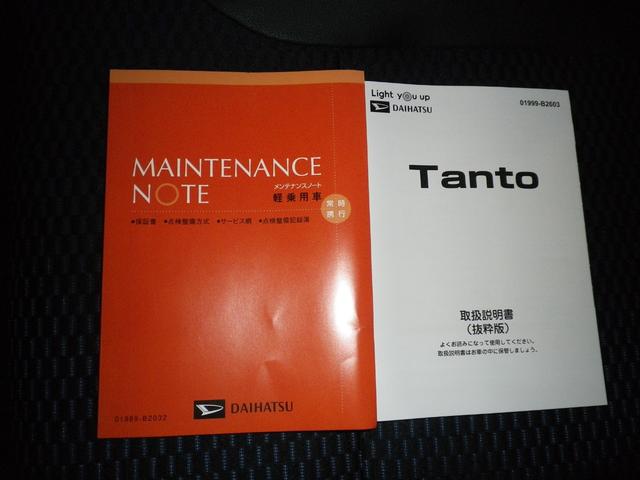 MAINTENANCE
NOTE
メンテナンスノート
軽乗用車
常時
携行
●保証書 ●点検整備方式 ●サービス網 ●点検整備記録簿
DAIHATSU
01999-B2032
Light you up
DAIHATSU
01999-B2603
Tanto
取扱説明書
(抜粋版)
よくお読みになって使用してください。
取扱説明書はお車の中に保管しましょう。